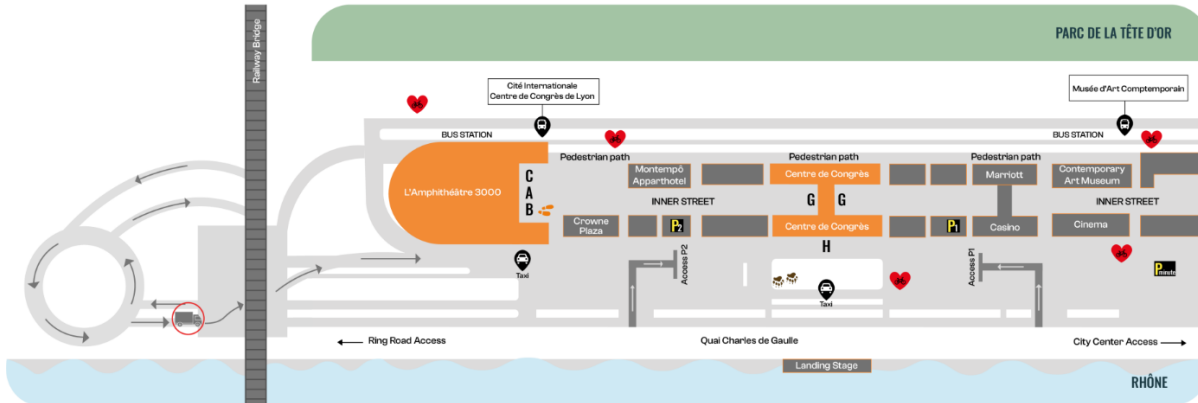 PARC DE LA TÊTE D'OR
Railway Bridge
Cité Internationale
Centre de Congrès de Lyon
Musée d'Art Comptemporain
BUS STATION
BUS STATION
Pedestrian path
Pedestrian path
Pedestrian path
L'Amphithéâtre 3000
C
A
B
Montempô
Apparthotel
Centre de Congrès
Marriott
Contemporary
Art Museum
INNER STREET
G
G
INNER STREET
Crowne
Plaza
P2
Centre de Congrès
P1
Casino
Cinema
H
Taxi
Access P2
Taxi
Access P1
P
minute
Ring Road Access
Quai Charles de Gaulle
City Center Access
Landing Stage
RHÔNE